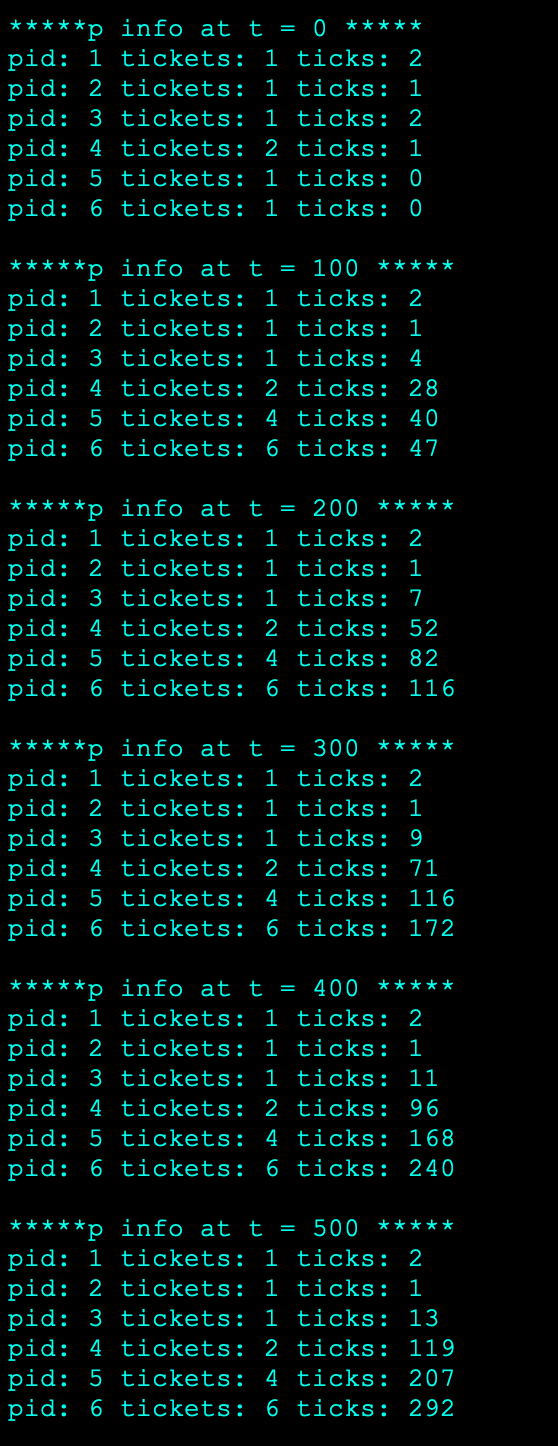 *****p info at t = 0 *****
pid: 1 tickets: 1 ticks: 2
pid: 2 tickets: 1 ticks: 1
pid: 3 tickets: 1 ticks: 2
pid: 4 tickets: 2 ticks: 1
pid: 5 tickets: 1 ticks: 0
pid: 6 tickets: 1 ticks: 0

*****p info at t = 100 *****
pid: 1 tickets: 1 ticks: 2
pid: 2 tickets: 1 ticks: 1
pid: 3 tickets: 1 ticks: 4
pid: 4 tickets: 2 ticks: 28
pid: 5 tickets: 4 ticks: 40
pid: 6 tickets: 6 ticks: 47

*****p info at t = 200 *****
pid: 1 tickets: 1 ticks: 2
pid: 2 tickets: 1 ticks: 1
pid: 3 tickets: 1 ticks: 7
pid: 4 tickets: 2 ticks: 52
pid: 5 tickets: 4 ticks: 82
pid: 6 tickets: 6 ticks: 116

*****p info at t = 300 *****
pid: 1 tickets: 1 ticks: 2
pid: 2 tickets: 1 ticks: 1
pid: 3 tickets: 1 ticks: 9
pid: 4 tickets: 2 ticks: 71
pid: 5 tickets: 4 ticks: 116
pid: 6 tickets: 6 ticks: 172

*****p info at t = 400 *****
pid: 1 tickets: 1 ticks: 2
pid: 2 tickets: 1 ticks: 1
pid: 3 tickets: 1 ticks: 11
pid: 4 tickets: 2 ticks: 96
pid: 5 tickets: 4 ticks: 168
pid: 6 tickets: 6 ticks: 240

*****p info at t = 500 *****
pid: 1 tickets: 1 ticks: 2
pid: 2 tickets: 1 ticks: 1
pid: 3 tickets: 1 ticks: 13
pid: 4 tickets: 2 ticks: 119
pid: 5 tickets: 4 ticks: 207
pid: 6 tickets: 6 ticks: 292